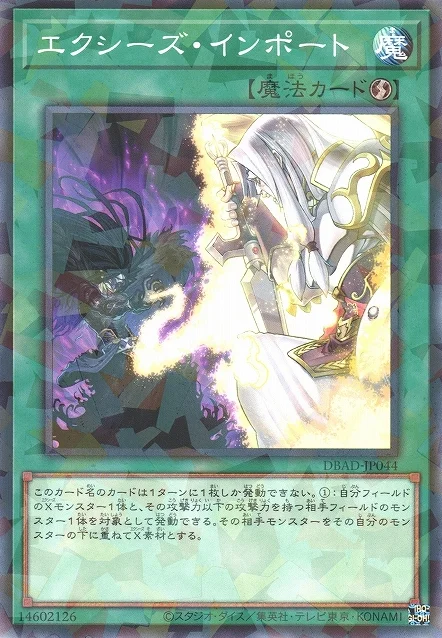 エクシーズ・インポート
魔
【魔法カード】
DBAD-JP044
このカード名のカードは1ターンに1枚しか発動できない。①:自分フィールド
のXモンスター1体と、その攻撃力以下の攻撃力を持つ相手フィールドのモン
スター1体を対象として発動できる。その相手モンスターをその自分のモン
スターの下に重ねてX素材とする。
14602126
©スタジオ・ダイス/集英社・テレビ東京・KONAMI